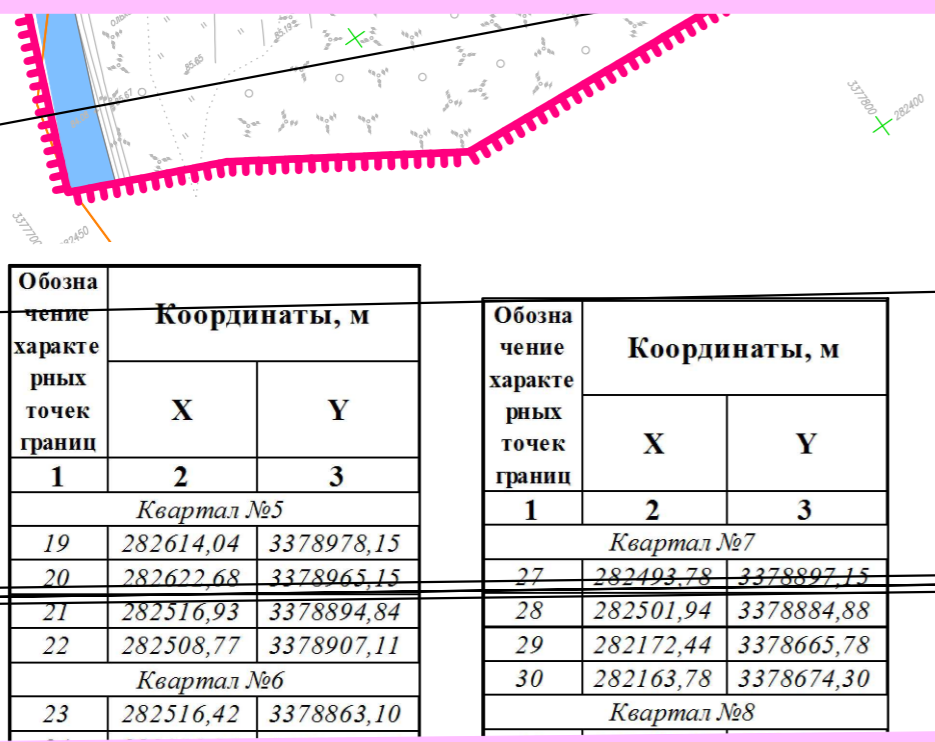 85.19
85.65
3377800
282400
3377700
282450
Обозна
чение
характе
рных
точек
границ
Координаты, м
X
Y
1
2
3
Квартал №5
19 282614,04 3378978,15
20 282622,68 3378965,15
21 282516,93 3378894,84
22 282508,77 3378907,11
Квартал №6
23 282516,42 3378863,10
Обозна
чение
характе
рных
точек
границ
Координаты, м
X
Y
1
2
3
Квартал №7
27 282493,78 3378897,15
28 282501,94 3378884,88
29 282172,44 3378665,78
30 282163,78 3378674,30
Квартал №8